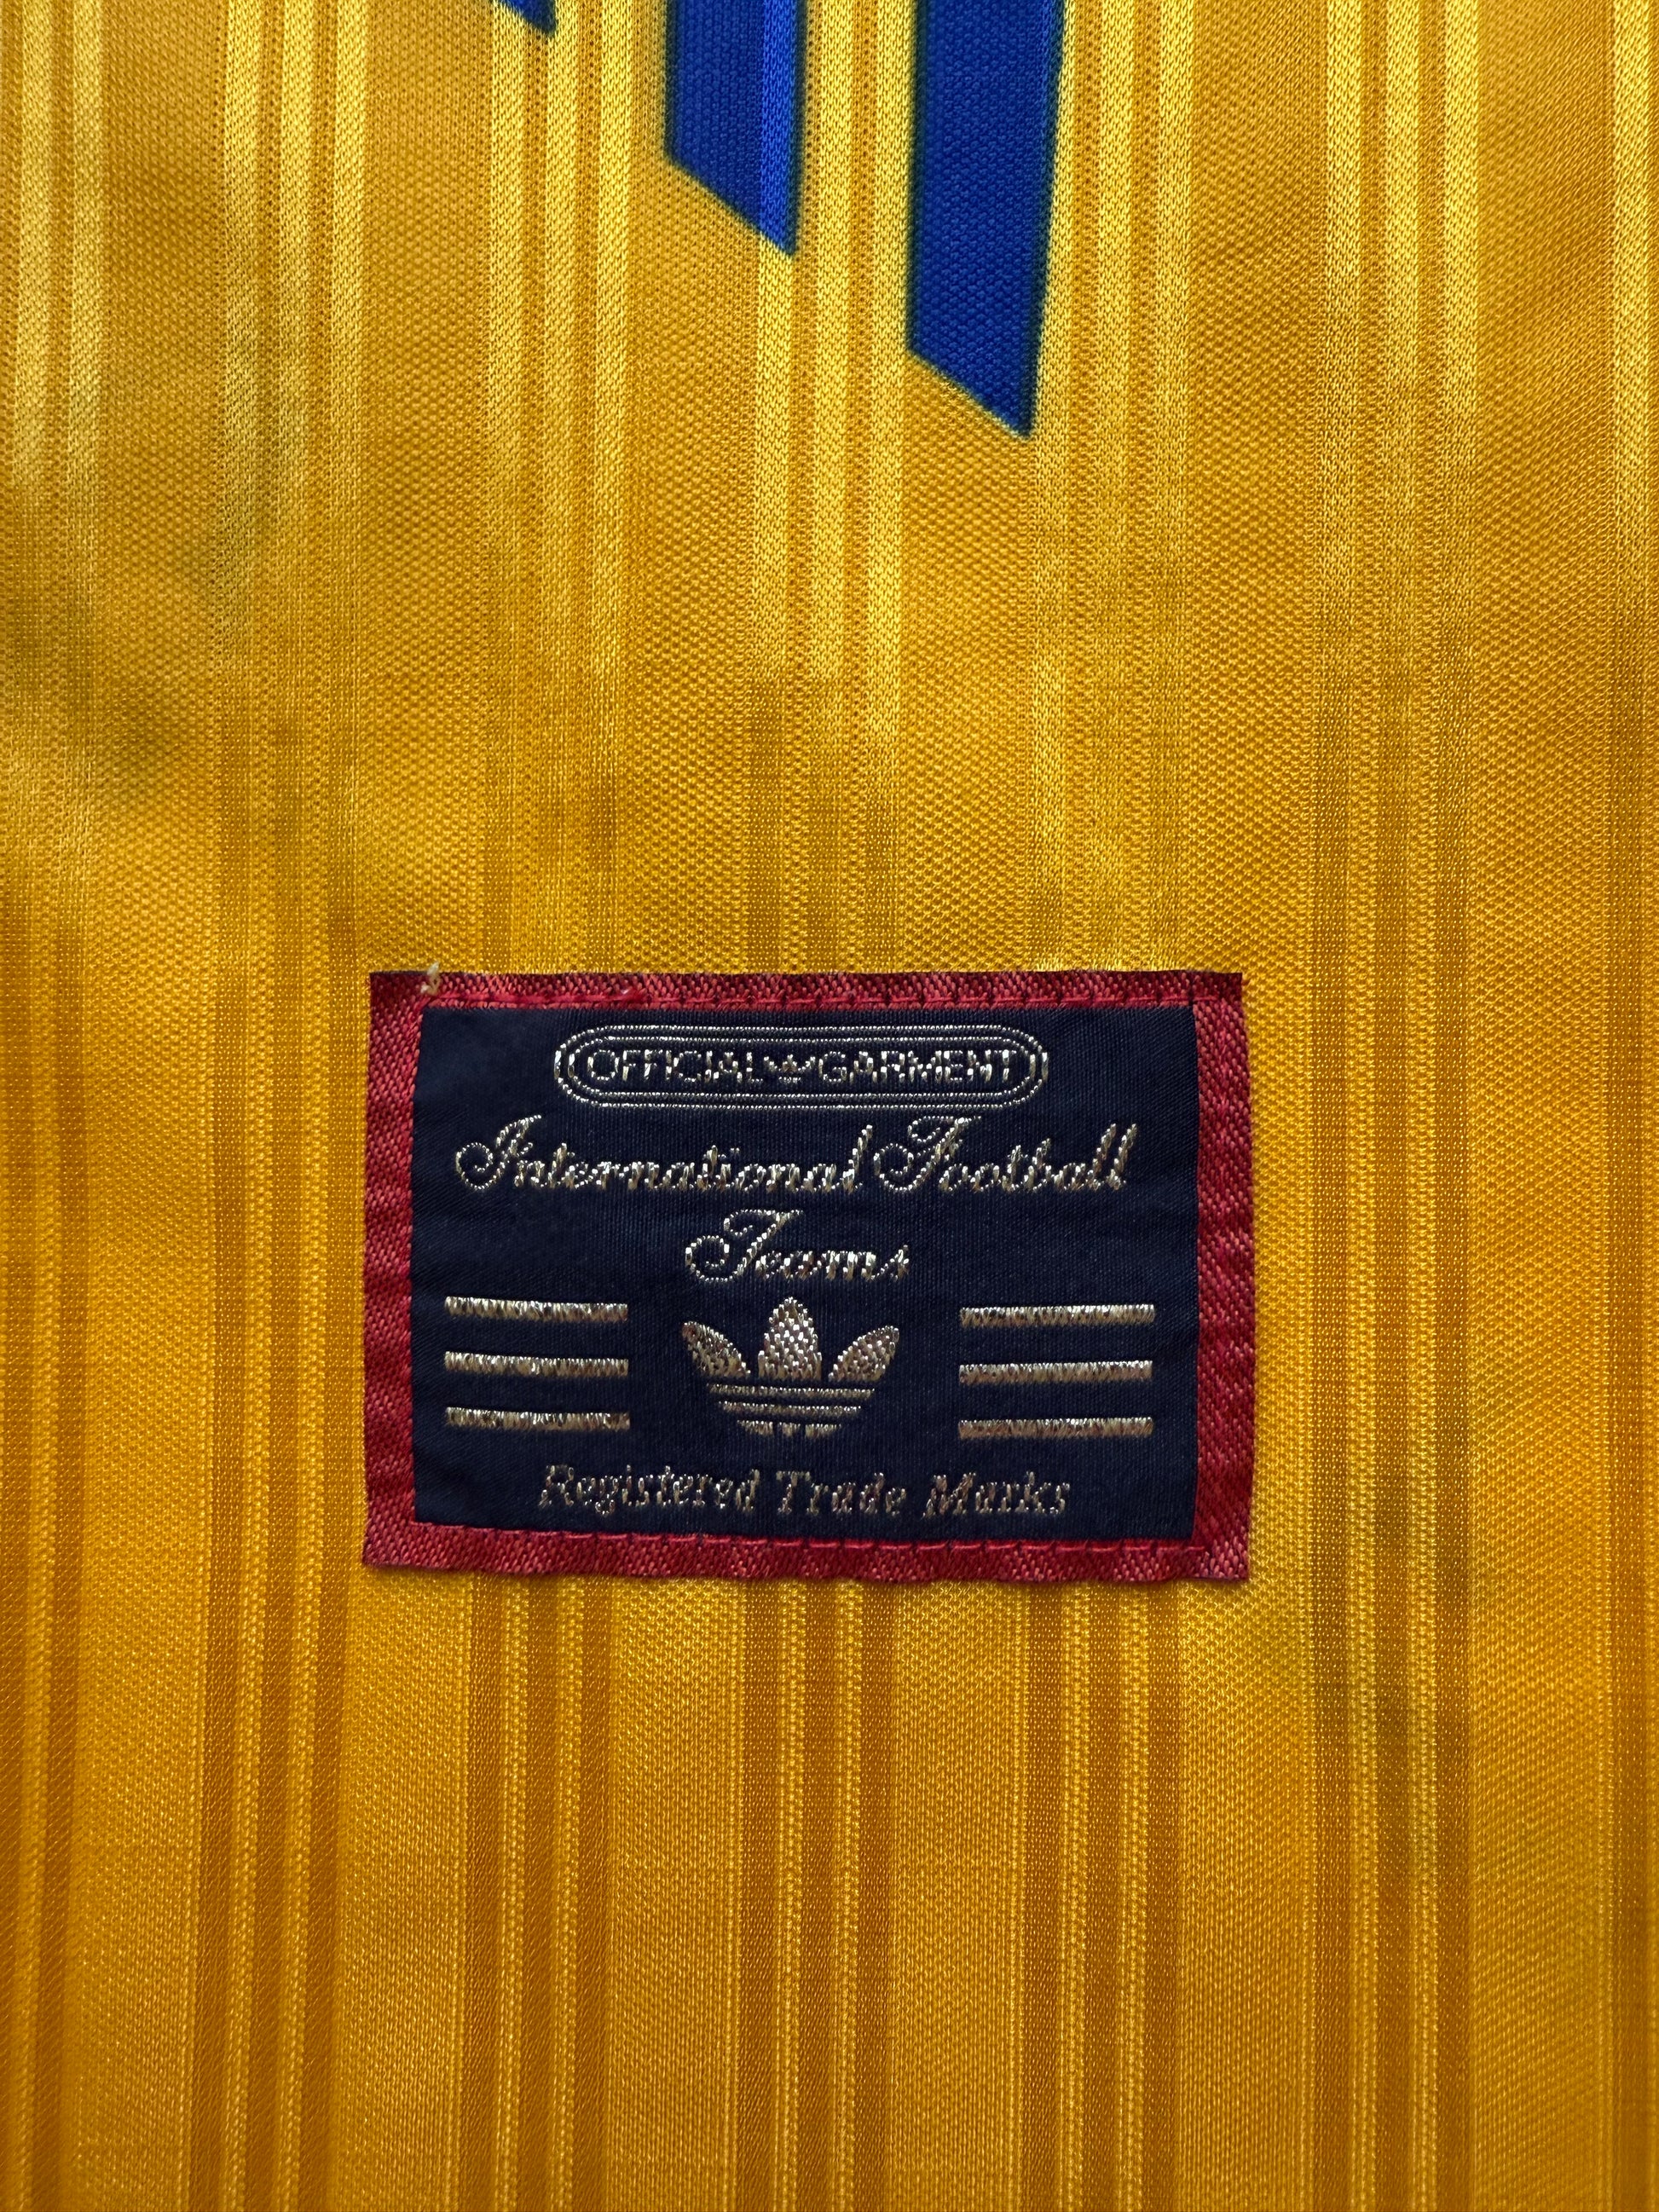 OFFICIAL GARMENT
International Football
Teams
Registered Trade Marks